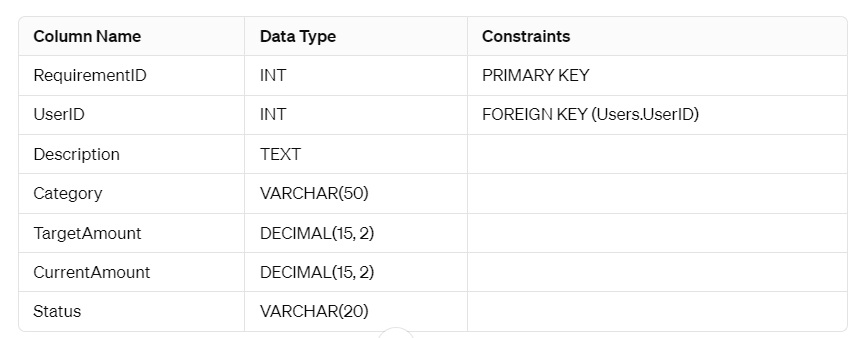 Column Name Data Type Constraints
RequirementID INT PRIMARY KEY
UserID INT FOREIGN KEY (Users.UserID)
Description TEXT
Category VARCHAR(50)
TargetAmount DECIMAL(15, 2)
CurrentAmount DECIMAL(15, 2)
Status VARCHAR(20)